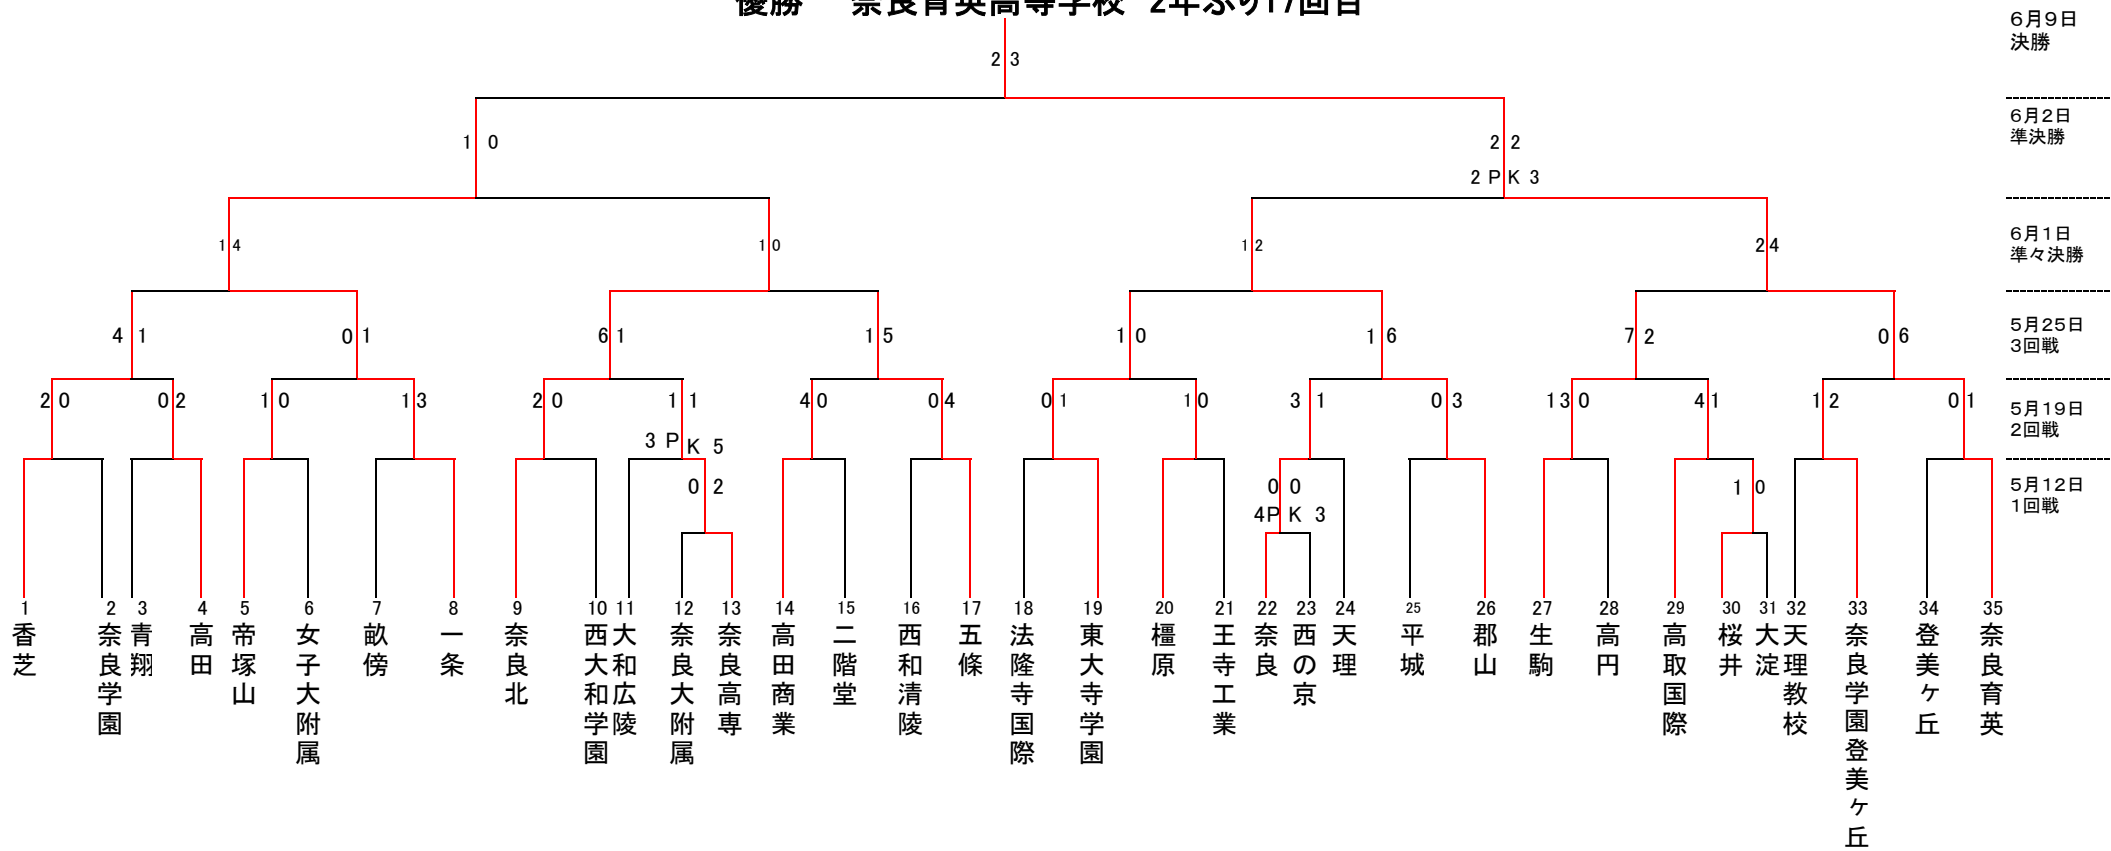 優勝 奈良育英高等学校 2年ぶり17回目
6月9日
決勝
2 3
6月2日
準決勝
1 0
2 2
2 P K 3
6月1日
準々決勝
1 4
1 0
1 2
2 4
5月25日
3回戦
4 1
0 1
6 1
1 5
1 0
1 6
7 2
0 6
5月19日
2回戦
2 0
0 2
1 0
1 3
2 0
1 1
3 P K 5
4 0
0 4
0 1
1 0
3 1
0 3
13 0
4 1
1 2
0 1
5月12日
1回戦
0 2
0 0
4 P K 3
1 0
1 香芝
2 奈良学園
3 青翔
4 高田
5 帝塚山
6 女子大附属
7 畝傍
8 一条
9 奈良北
10 西大和学園
11 大和広陵
12 奈良大附属
13 奈良高専
14 高田商業
15 二階堂
16 西和清陵
17 五條
18 法隆寺国際
19 東大寺学園
20 橿原
21 王寺工業
22 奈良
23 西の京
24 天理
25 平城
26 郡山
27 生駒
28 高円
29 高取国際
30 桜井
31 大淀
32 天理教校
33 奈良学園登美ヶ丘
34 登美ヶ丘
35 奈良育英